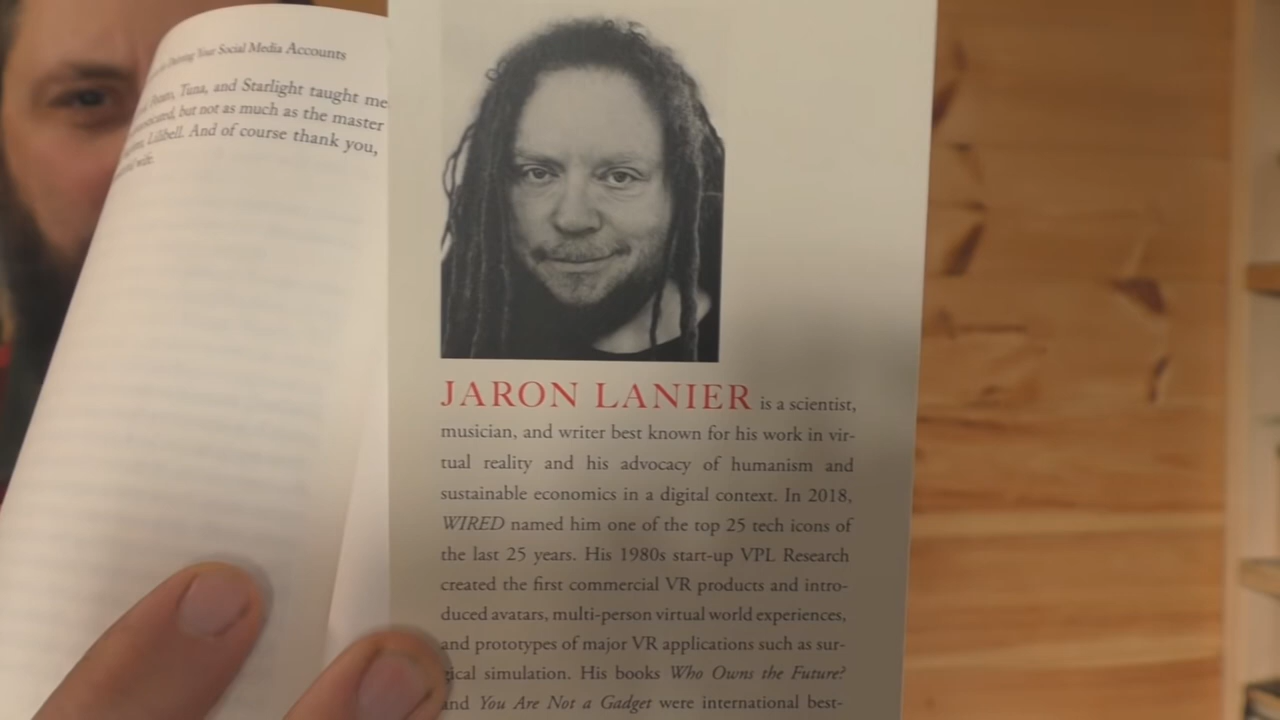 Your Social Media Accounts
Tuna, and Starlight taught me
but not as much as the master
Lilibell. And of course thank you,
wife.
JARON LANIER is a scientist,
musician, and writer best known for his work in vir-
tual reality and his advocacy of humanism and
sustainable economics in a digital context. In 2018,
WIRED named him one of the top 25 tech icons of
the last 25 years. His 1980s start-up VPL Research
created the first commercial VR products and intro-
duced avatars, multi-person virtual world experiences,
and prototypes of major VR applications such as sur-
gical simulation. His books Who Owns the Future?
and You Are Not a Gadget were international best-